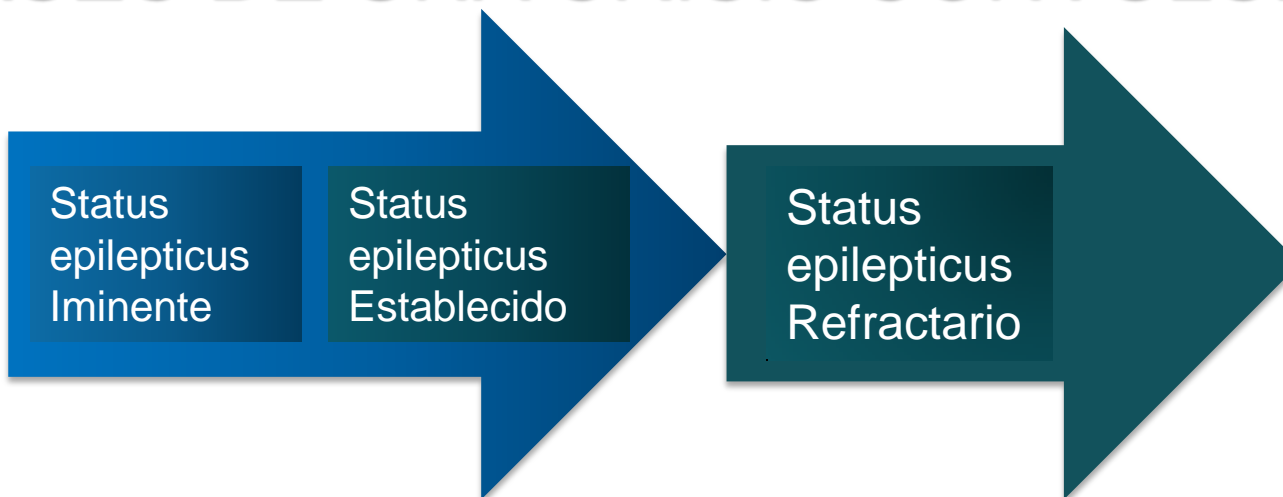 Status
epilepticus
Iminente
Status
epilepticus
Establecido
Status
epilepticus
Refractario